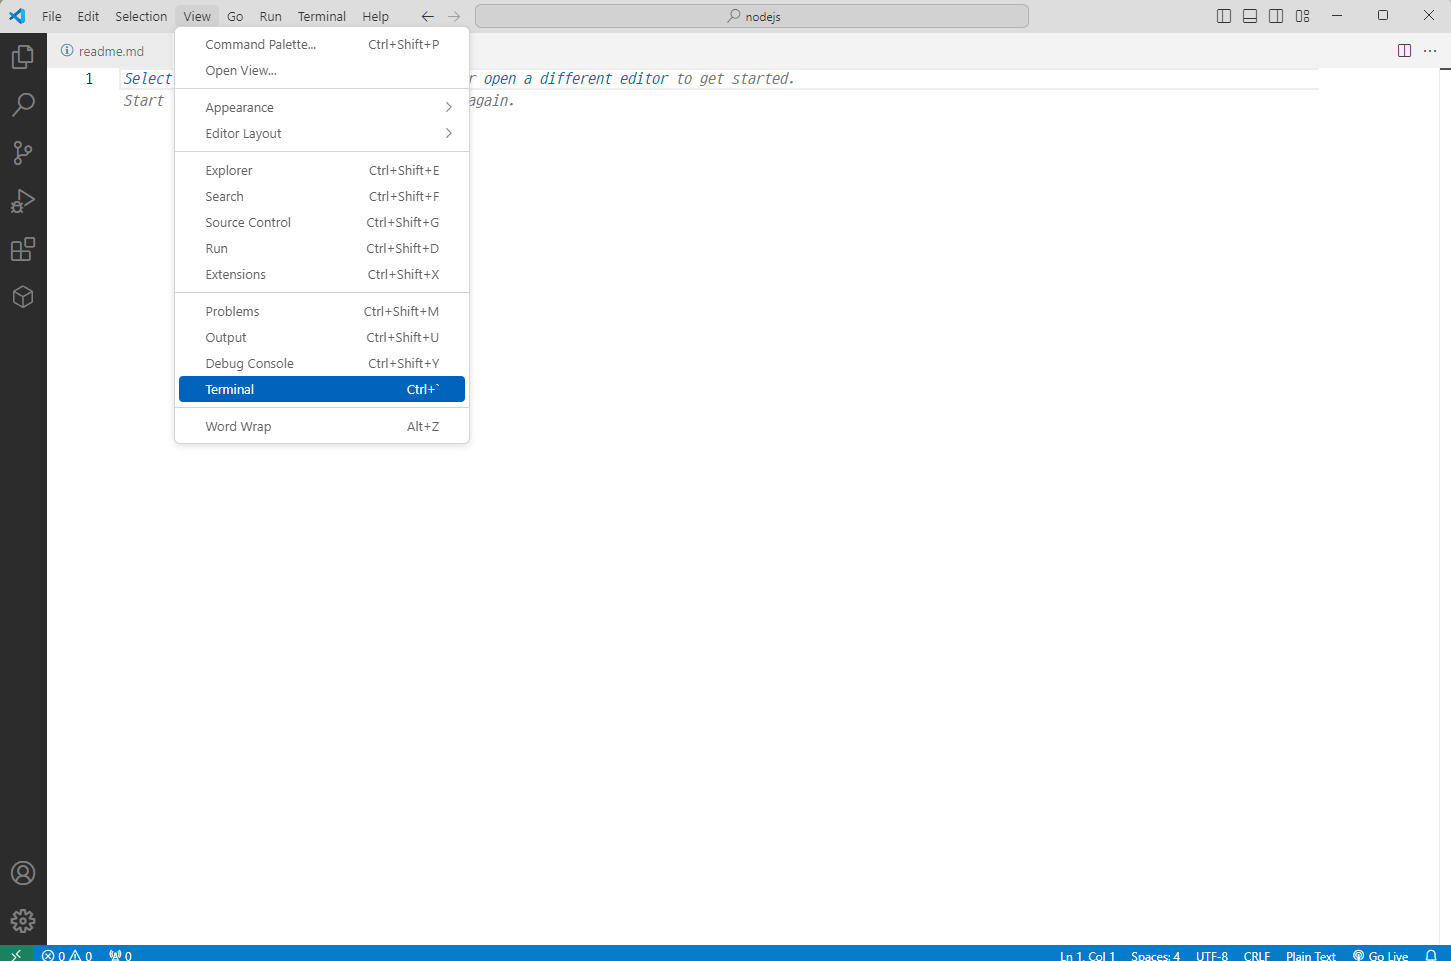 File Edit Selection View Go Run Terminal Help nodejs
readme.md
1 Select r open a different editor to get started.
Start again.
Command Palette... Ctrl+Shift+P
Open View...
Appearance
Editor Layout
Explorer Ctrl+Shift+E
Search Ctrl+Shift+F
Source Control Ctrl+Shift+G
Run Ctrl+Shift+D
Extensions Ctrl+Shift+X
Problems Ctrl+Shift+M
Output Ctrl+Shift+U
Debug Console Ctrl+Shift+Y
Terminal Ctrl+`
Word Wrap Alt+Z
0 0 0 Ln 1, Col 1 Spaces: 4 UTF-8 CRLF Plain Text Go Live